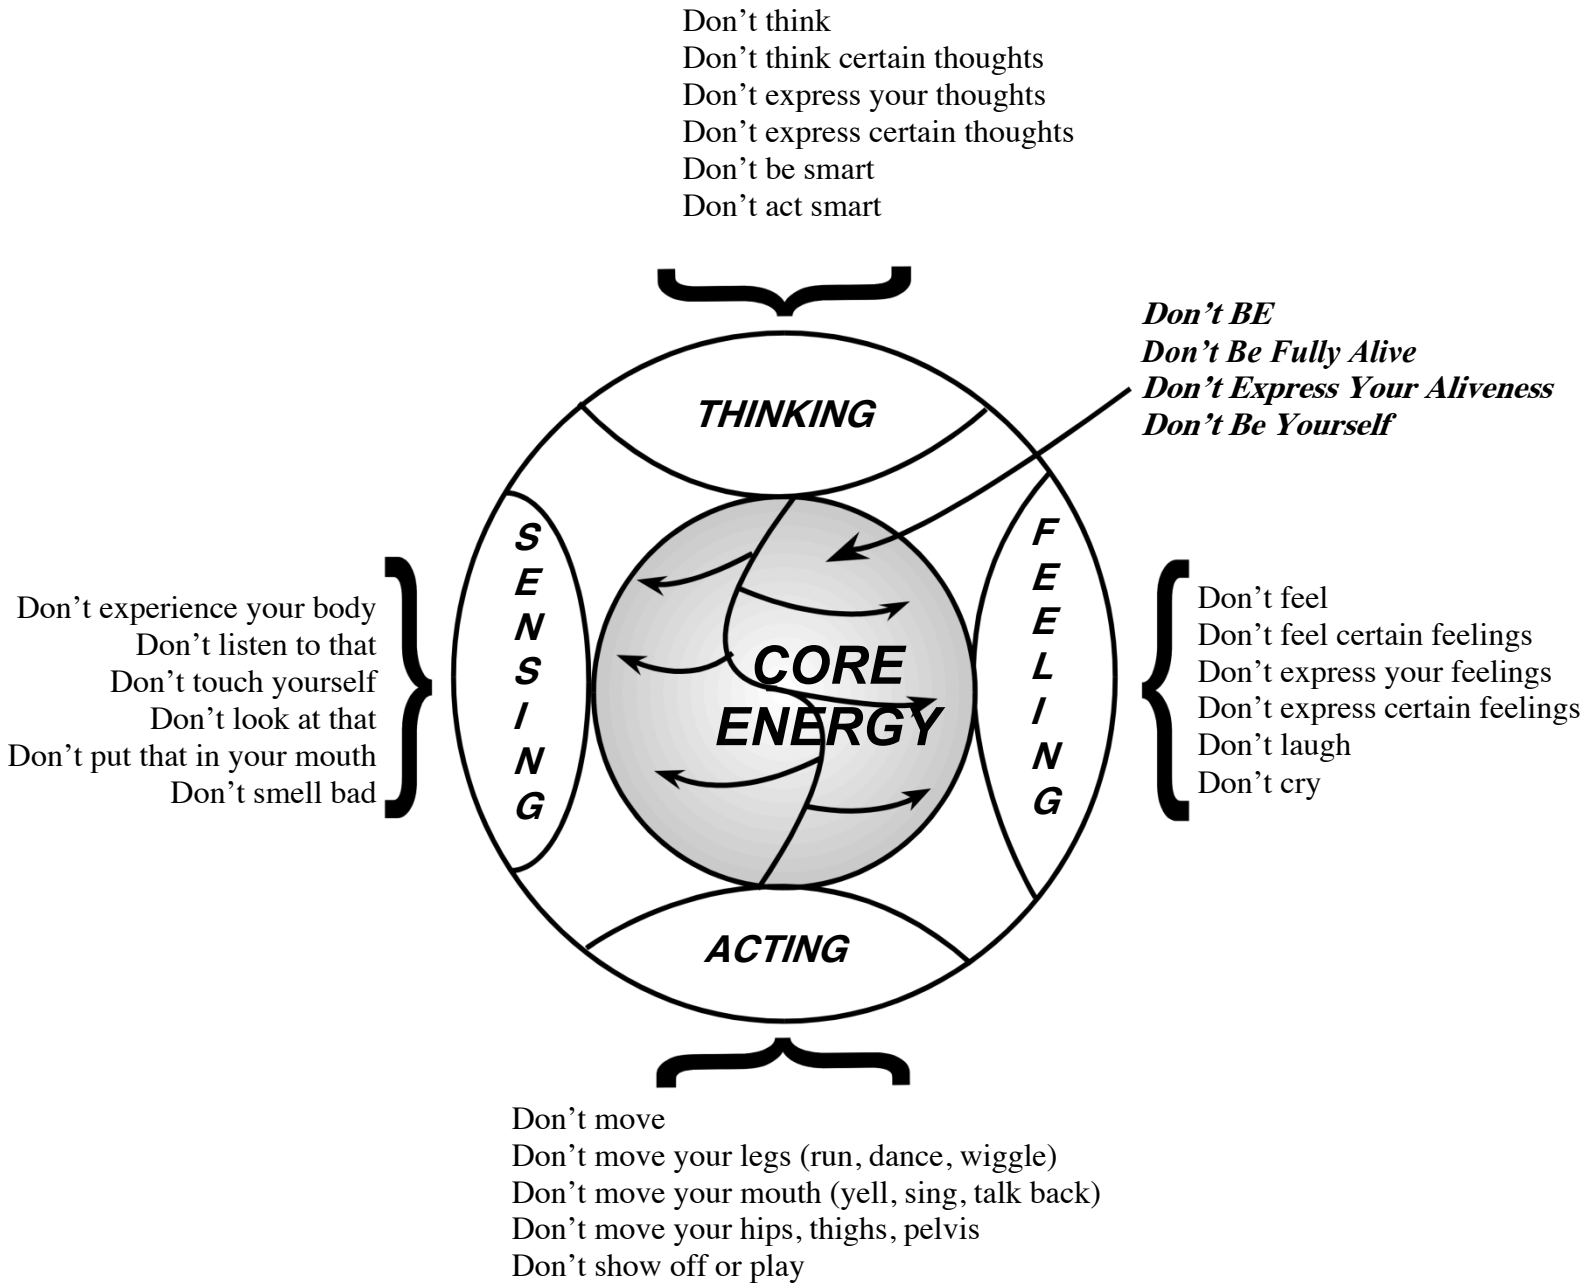 Don’t think
Don’t think certain thoughts
Don’t express your thoughts
Don’t express certain thoughts
Don’t be smart
Don’t act smart
Don’t BE
Don’t Be Fully Alive
Don’t Express Your Aliveness
Don’t Be Yourself
THINKING
SENSING
FEELING
CORE
ENERGY
Don’t experience your body
Don’t listen to that
Don’t touch yourself
Don’t look at that
Don’t put that in your mouth
Don’t smell bad
Don’t feel
Don’t feel certain feelings
Don’t express your feelings
Don’t express certain feelings
Don’t laugh
Don’t cry
ACTING
Don’t move
Don’t move your legs (run, dance, wiggle)
Don’t move your mouth (yell, sing, talk back)
Don’t move your hips, thighs, pelvis
Don’t show off or play